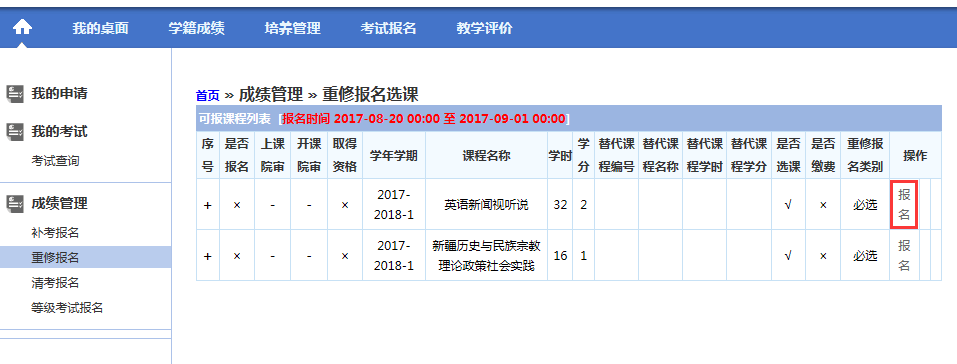 我的桌面 学籍成绩 培养管理 考试报名 教学评价
我的申请
我的考试
考试查询
成绩管理
补考报名
重修报名
清考报名
等级考试报名
首页 » 成绩管理 » 重修报名选课
可报课程列表 [报名时间 2017-08-20 00:00 至 2017-09-01 00:00]
序号 是否报名 上课院审 开课院审 取得资格 学年学期 课程名称 学时 学分 替代课程编号 替代课程名称 替代课程学时 替代课程学分 是否选课 是否缴费 重修报名类别 操作
+ × - - × 2017-2018-1 英语新闻视听说 32 2 √ × 必选 报名
+ × - - × 2017-2018-1 新疆历史与民族宗教理论政策社会实践 16 1 √ × 必选 报名